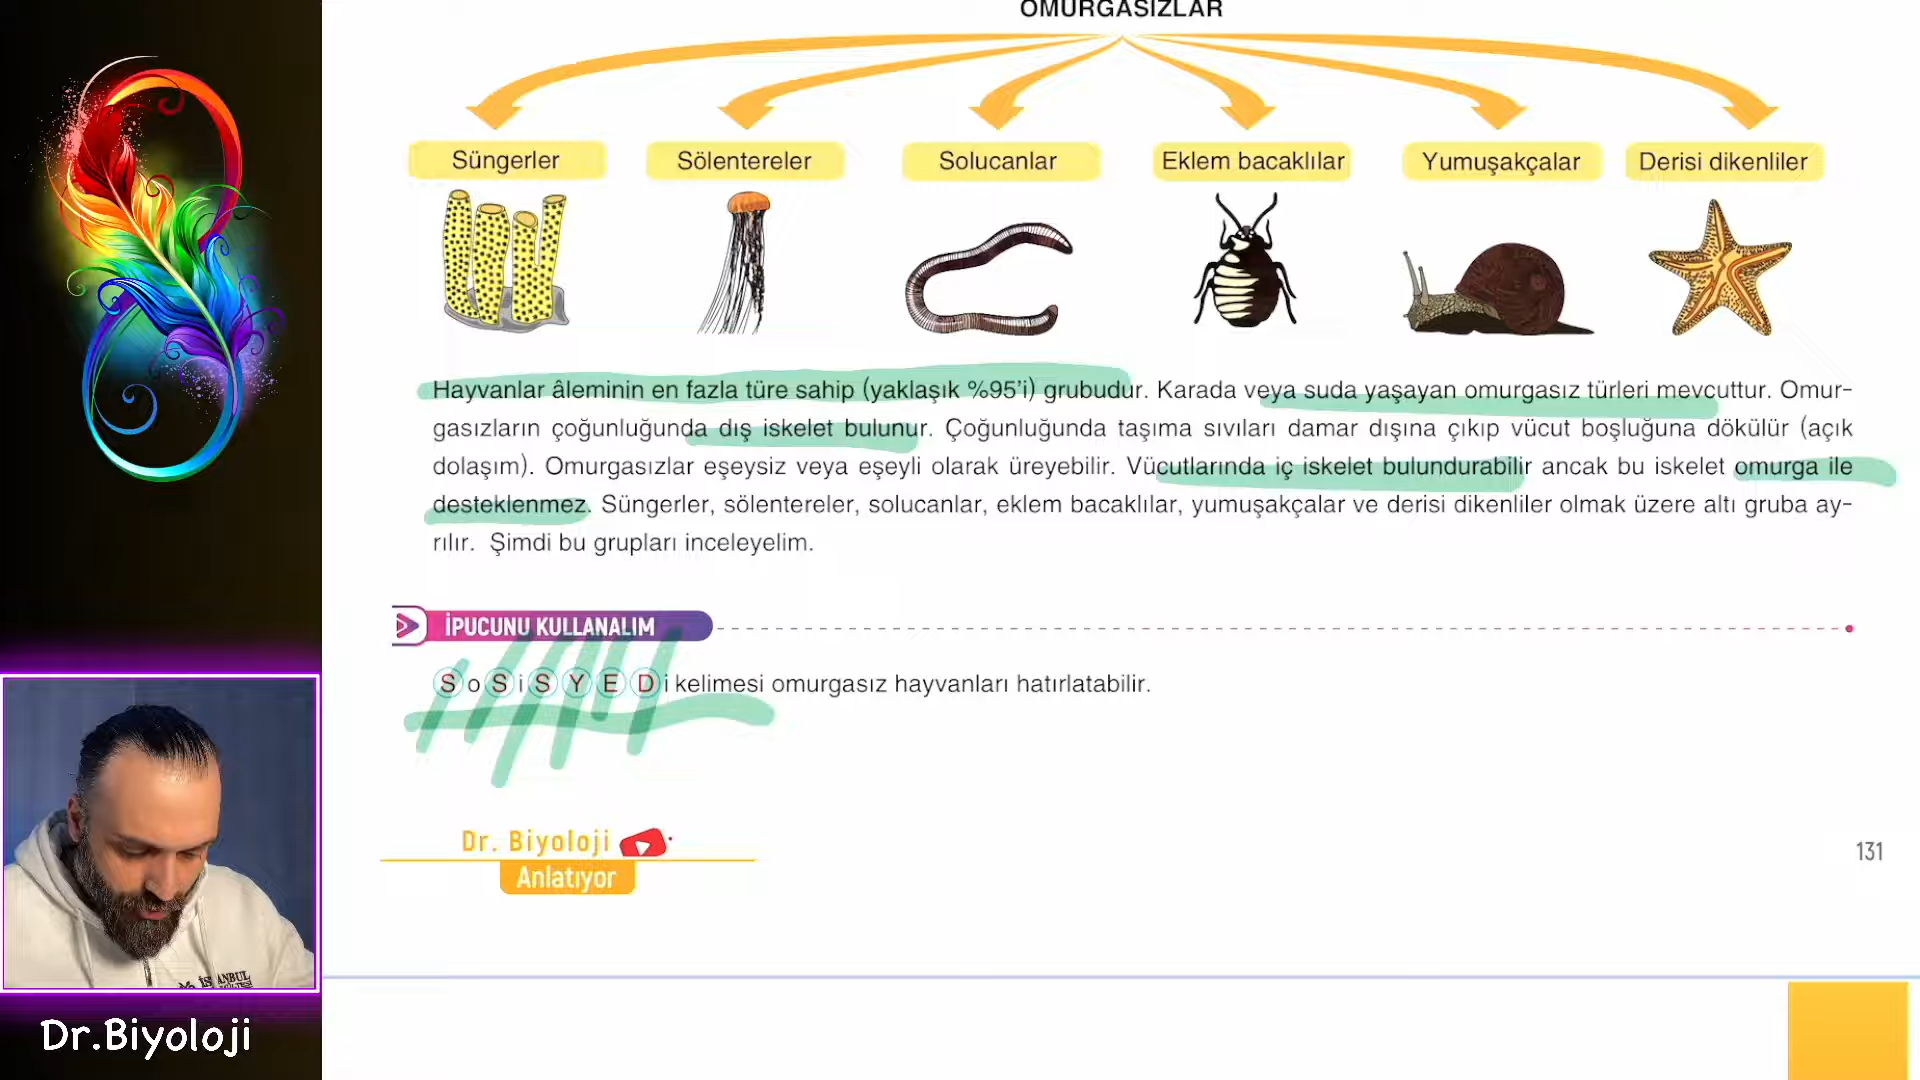 OMURGASIZLAR
Süngerler
Sölentereler
Solucanlar
Eklem bacaklılar
Yumuşakçalar
Derisi dikenliler
Hayvanlar âleminin en fazla türe sahip (yaklaşık %95'i) grubudur. Karada veya suda yaşayan omurgasız türleri mevcuttur. Omur-
gasızların çoğunluğunda dış iskelet bulunur. Çoğunluğunda taşıma sıvıları damar dışına çıkıp vücut boşluğuna dökülür (açık
dolaşım). Omurgasızlar eşeysiz veya eşeyli olarak üreyebilir. Vücutlarında iç iskelet bulundurabilir ancak bu iskelet omurga ile
desteklenmez. Süngerler, sölentereler, solucanlar, eklem bacaklılar, yumuşakçalar ve derisi dikenliler olmak üzere altı gruba ay-
rılır. Şimdi bu grupları inceleyelim.
İPUCUNU KULLANALIM
SoSiSYEDi kelimesi omurgasız hayvanları hatırlatabilir.
Dr. Biyoloji
Anlatıyor
131
İSTANBUL
Dr.Biyoloji